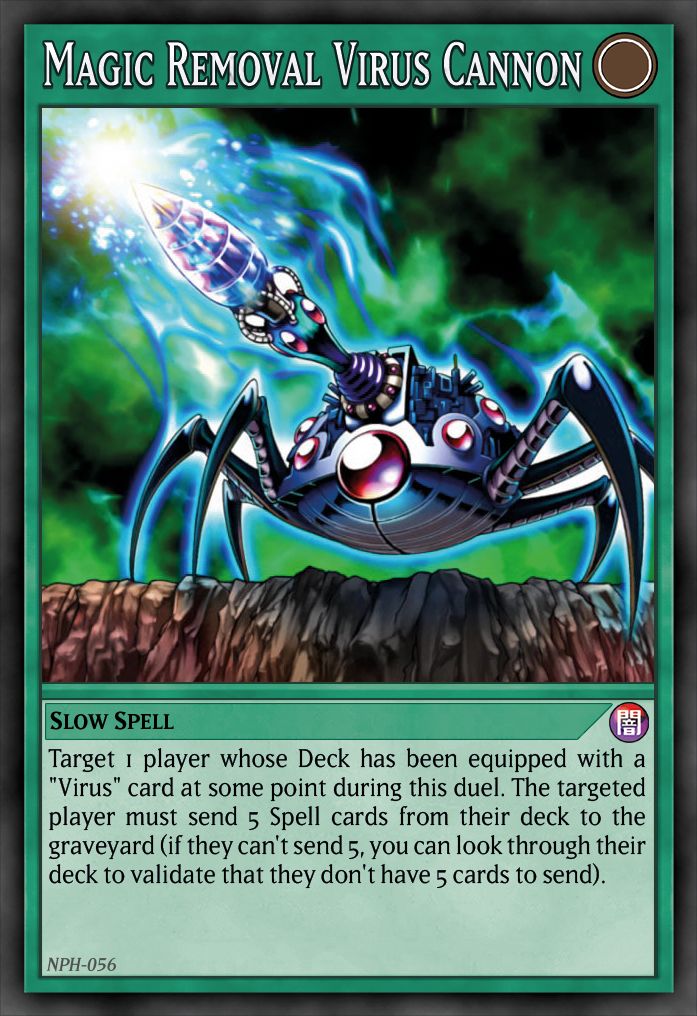 Magic Removal Virus Cannon
Slow Spell
闇
Target 1 player whose Deck has been equipped with a
"Virus" card at some point during this duel. The targeted
player must send 5 Spell cards from their deck to the
graveyard (if they can't send 5, you can look through their
deck to validate that they don't have 5 cards to send).
NPH-056